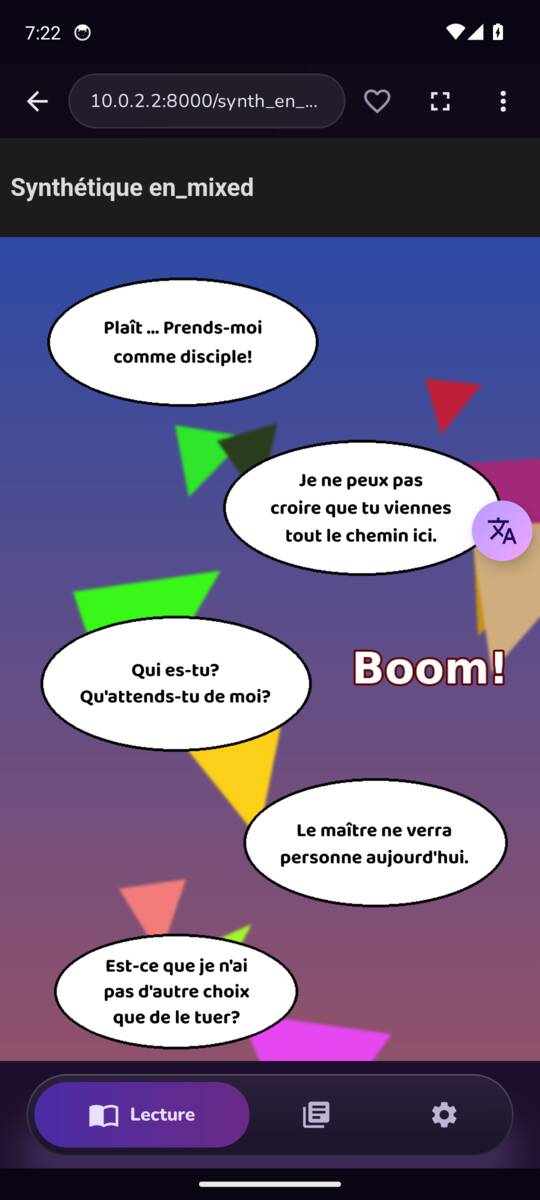 7:22
10.0.2.2:8000/synth_en_...
Synthétique en_mixed
Plaît ... Prends-moi
comme disciple!
Je ne peux pas
croire que tu viennes
tout le chemin ici.
Qui es-tu?
Qu'attends-tu de moi?
Boom!
Le maître ne verra
personne aujourd'hui.
Est-ce que je n'ai
pas d'autre choix
que de le tuer?
Lecture